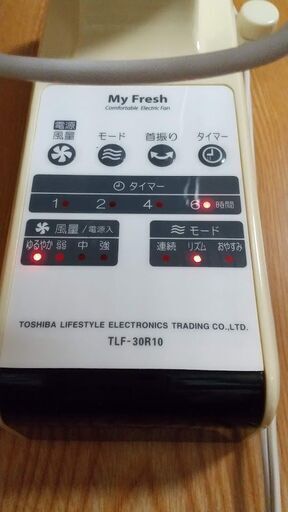 My Fresh
Comfortable Electric Fan
電源
風量 モード 首振り タイマー
タイマー
1 2 4 6 時間
風量/電源入 モード
ゆるやか 弱 中 強 連続 リズム おやすみ
TOSHIBA LIFESTYLE ELECTRONICS TRADING CO.,LTD.
TLF-30R10